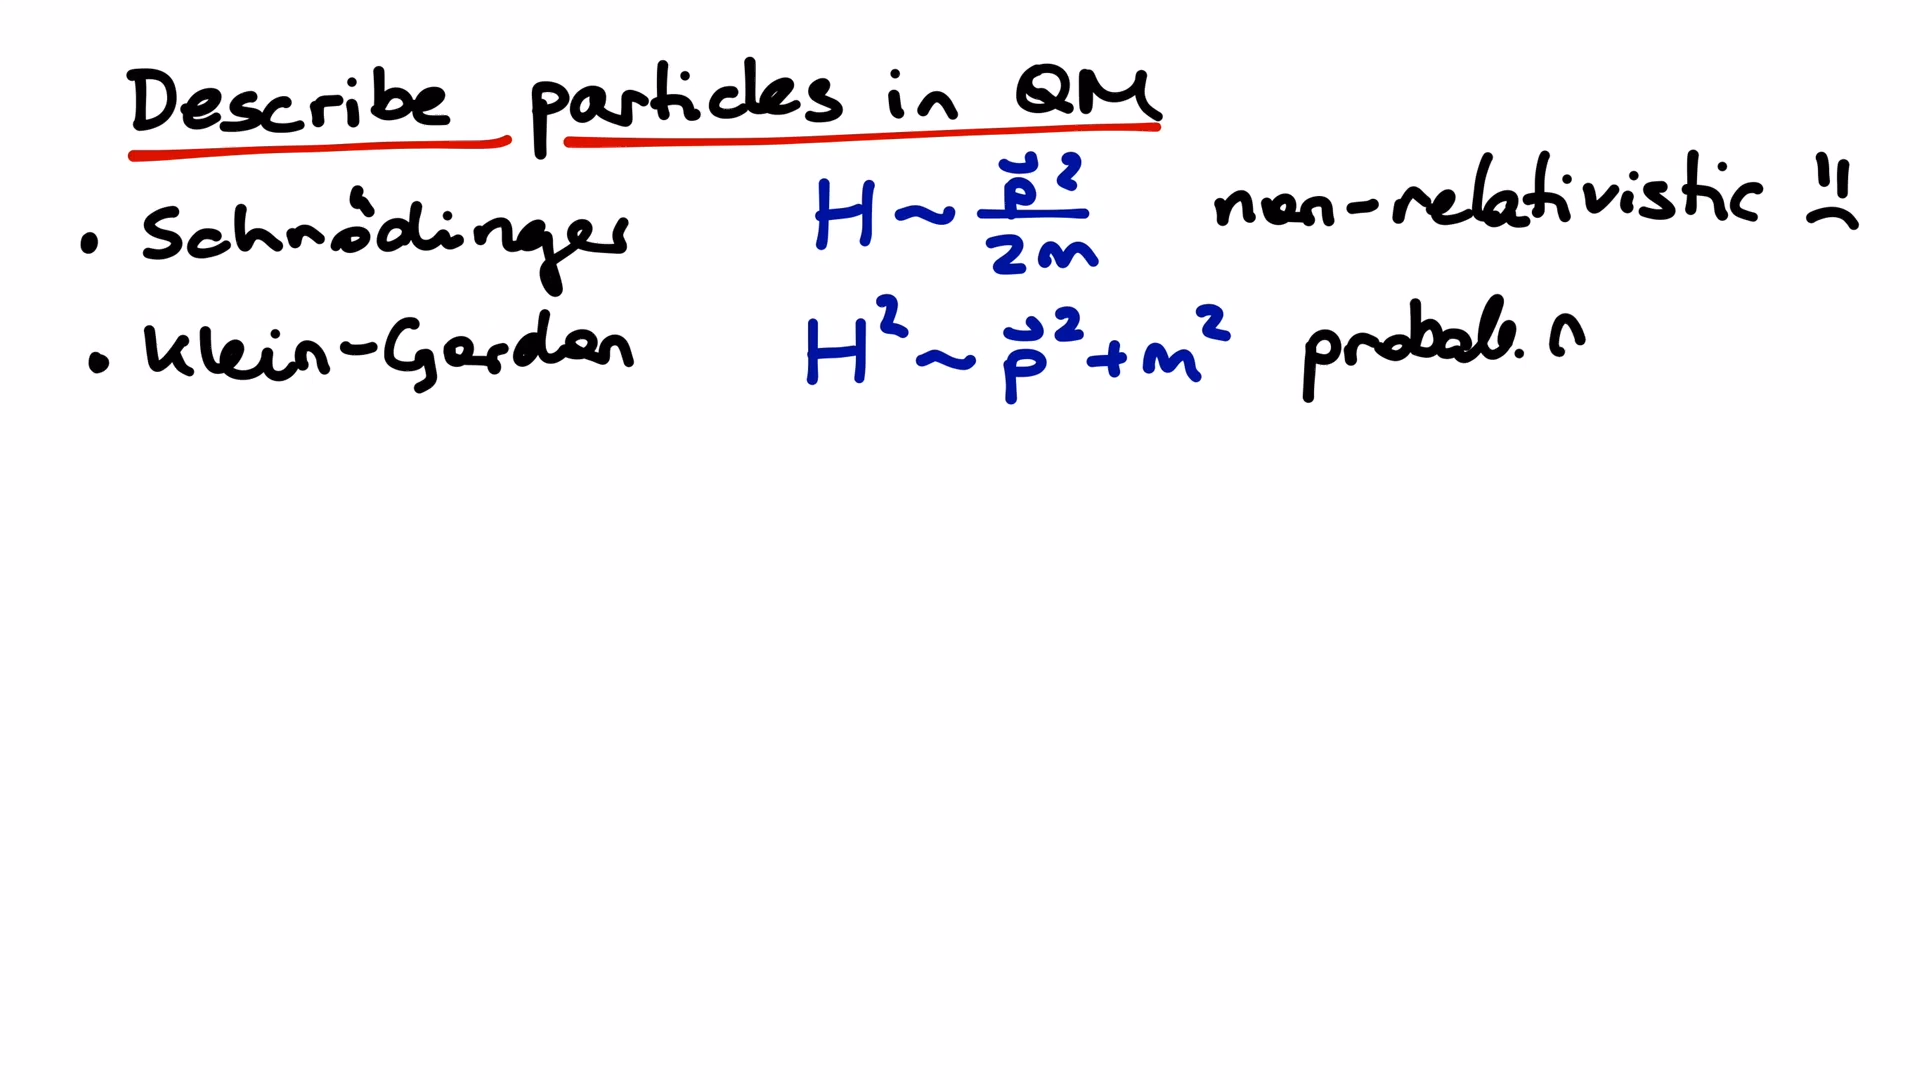 Describe particles in QM
• Schrödinger H ~ p⃗²/2m non-relativistic
• Klein-Gordon H² ~ p⃗² + m² probab.